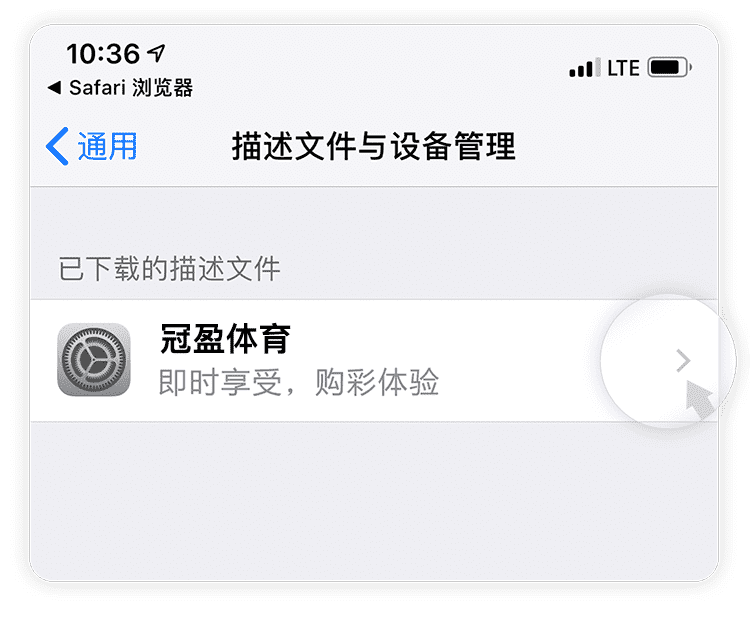 10:36
LTE
Safari 浏览器
通用
描述文件与设备管理
已下载的描述文件
冠盈体育
即时享受，购彩体验